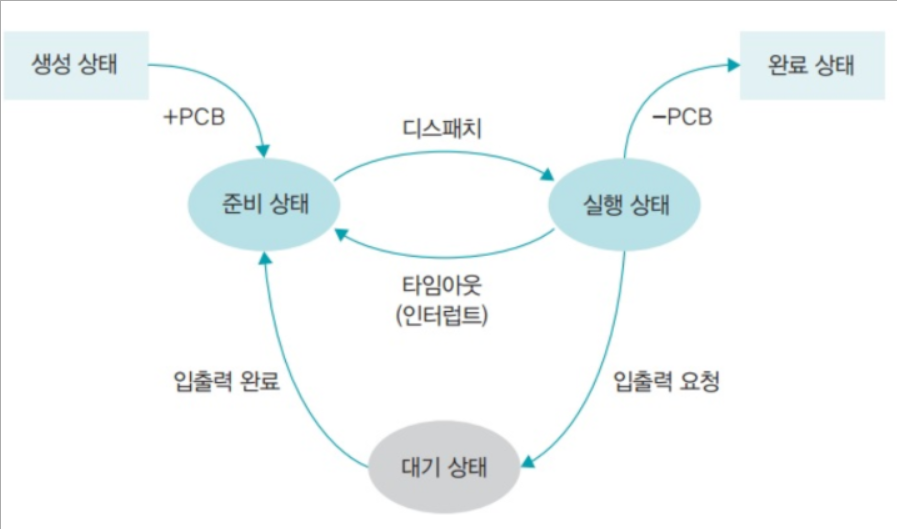 생성 상태
완료 상태
+PCB
디스패치
–PCB
준비 상태
실행 상태
타임아웃
(인터럽트)
입출력 완료
입출력 요청
대기 상태